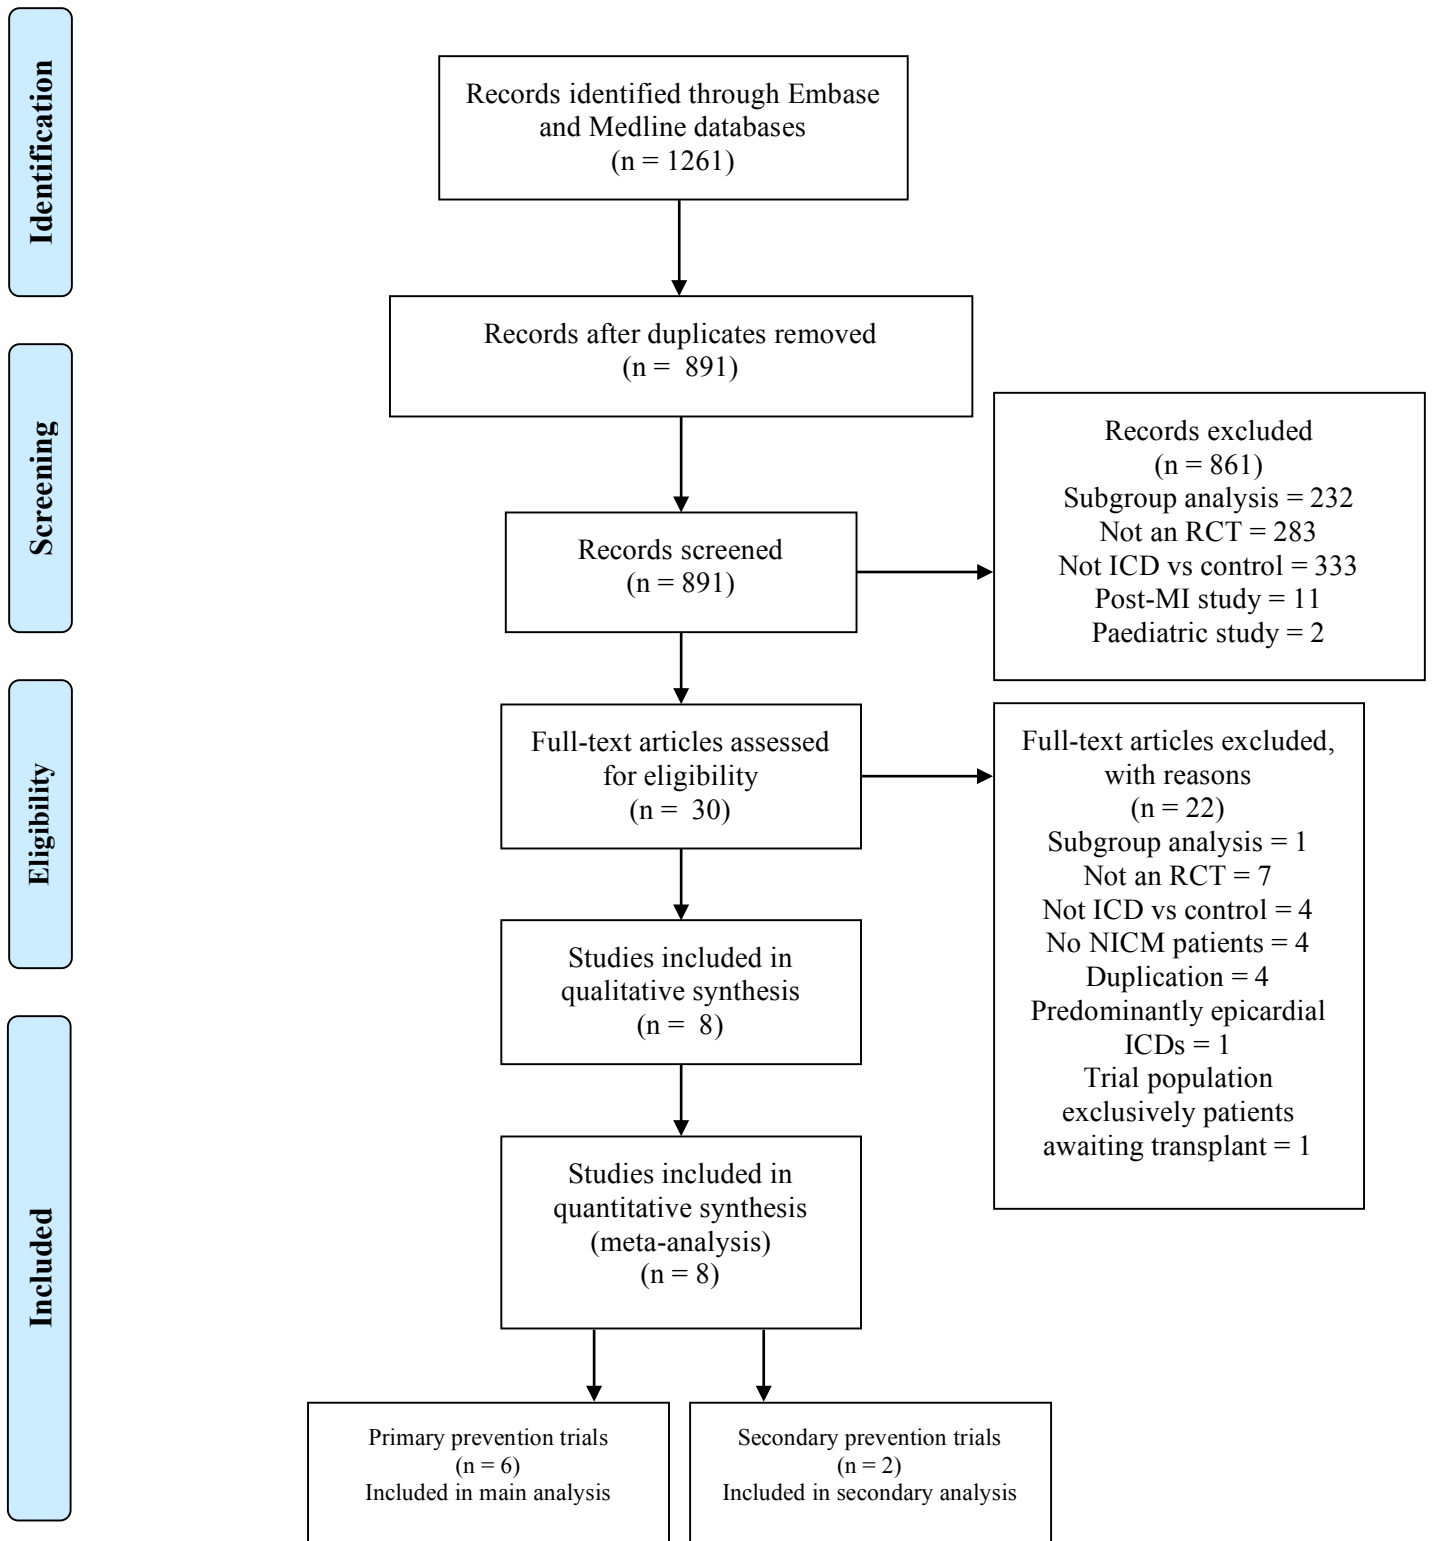 Identification
Records identified through Embase
and Medline databases
(n = 1261)
Records after duplicates removed
(n = 891)
Screening
Records excluded
(n = 861)
Subgroup analysis = 232
Not an RCT = 283
Not ICD vs control = 333
Post-MI study = 11
Paediatric study = 2
Records screened
(n = 891)
Eligibility
Full-text articles assessed
for eligibility
(n = 30)
Full-text articles excluded,
with reasons
(n = 22)
Subgroup analysis = 1
Not an RCT = 7
Not ICD vs control = 4
No NICM patients = 4
Duplication = 4
Predominantly epicardial
ICDs = 1
Trial population
exclusively patients
awaiting transplant = 1
Studies included in
qualitative synthesis
(n = 8)
Included
Studies included in
quantitative synthesis
(meta-analysis)
(n = 8)
Primary prevention trials
(n = 6)
Included in main analysis
Secondary prevention trials
(n = 2)
Included in secondary analysis